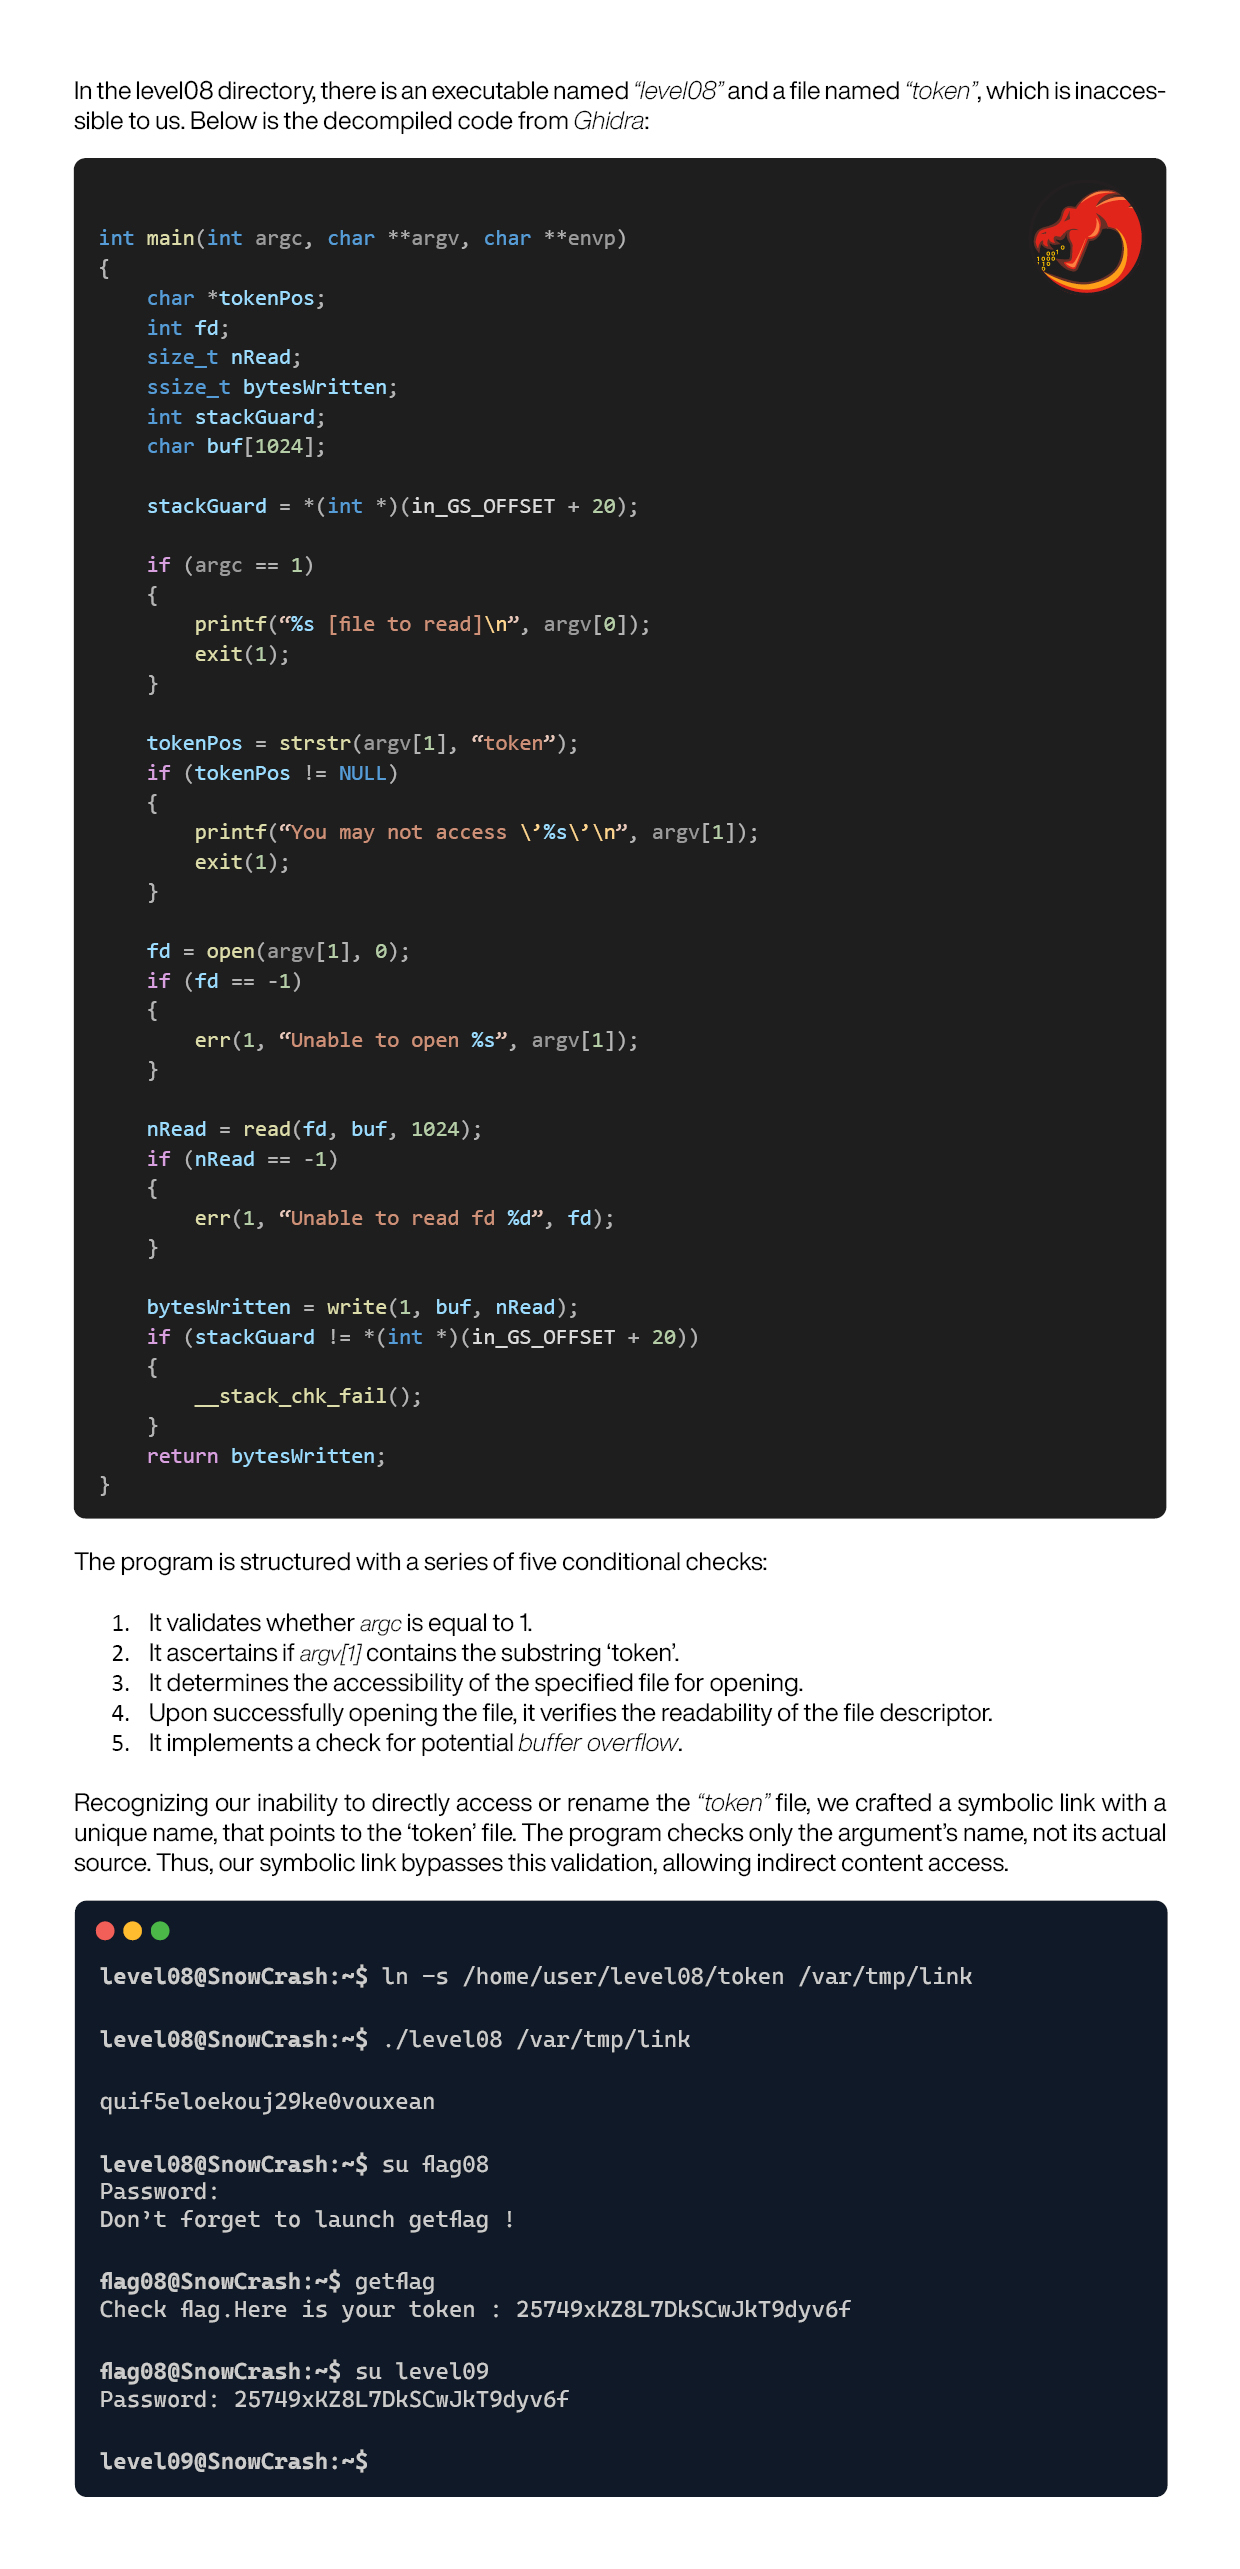 In the level08 directory, there is an executable named “level08” and a file named “token”, which is inacces-
sible to us. Below is the decompiled code from Ghidra:
int main(int argc, char **argv, char **envp)
{
    char *tokenPos;
    int fd;
    size_t nRead;
    ssize_t bytesWritten;
    int stackGuard;
    char buf[1024];

    stackGuard = *(int *)(in_GS_OFFSET + 20);

    if (argc == 1)
    {
        printf(“%s [file to read]\n”, argv[0]);
        exit(1);
    }

    tokenPos = strstr(argv[1], “token”);
    if (tokenPos != NULL)
    {
        printf(“You may not access \’%s\’\n”, argv[1]);
        exit(1);
    }

    fd = open(argv[1], 0);
    if (fd == -1)
    {
        err(1, “Unable to open %s”, argv[1]);
    }

    nRead = read(fd, buf, 1024);
    if (nRead == -1)
    {
        err(1, “Unable to read fd %d”, fd);
    }

    bytesWritten = write(1, buf, nRead);
    if (stackGuard != *(int *)(in_GS_OFFSET + 20))
    {
        __stack_chk_fail();
    }
    return bytesWritten;
}
The program is structured with a series of five conditional checks:
1. It validates whether argc is equal to 1.
2. It ascertains if argv[1] contains the substring ‘token’.
3. It determines the accessibility of the specified file for opening.
4. Upon successfully opening the file, it verifies the readability of the file descriptor.
5. It implements a check for potential buffer overflow.
Recognizing our inability to directly access or rename the “token” file, we crafted a symbolic link with a
unique name, that points to the ‘token’ file. The program checks only the argument’s name, not its actual
source. Thus, our symbolic link bypasses this validation, allowing indirect content access.
level08@SnowCrash:~$ ln -s /home/user/level08/token /var/tmp/link
level08@SnowCrash:~$ ./level08 /var/tmp/link
quif5eloekouj29ke0vouxean
level08@SnowCrash:~$ su flag08
Password:
Don’t forget to launch getflag !
flag08@SnowCrash:~$ getflag
Check flag.Here is your token : 25749xKZ8L7DkSCwJkT9dyv6f
flag08@SnowCrash:~$ su level09
Password: 25749xKZ8L7DkSCwJkT9dyv6f
level09@SnowCrash:~$